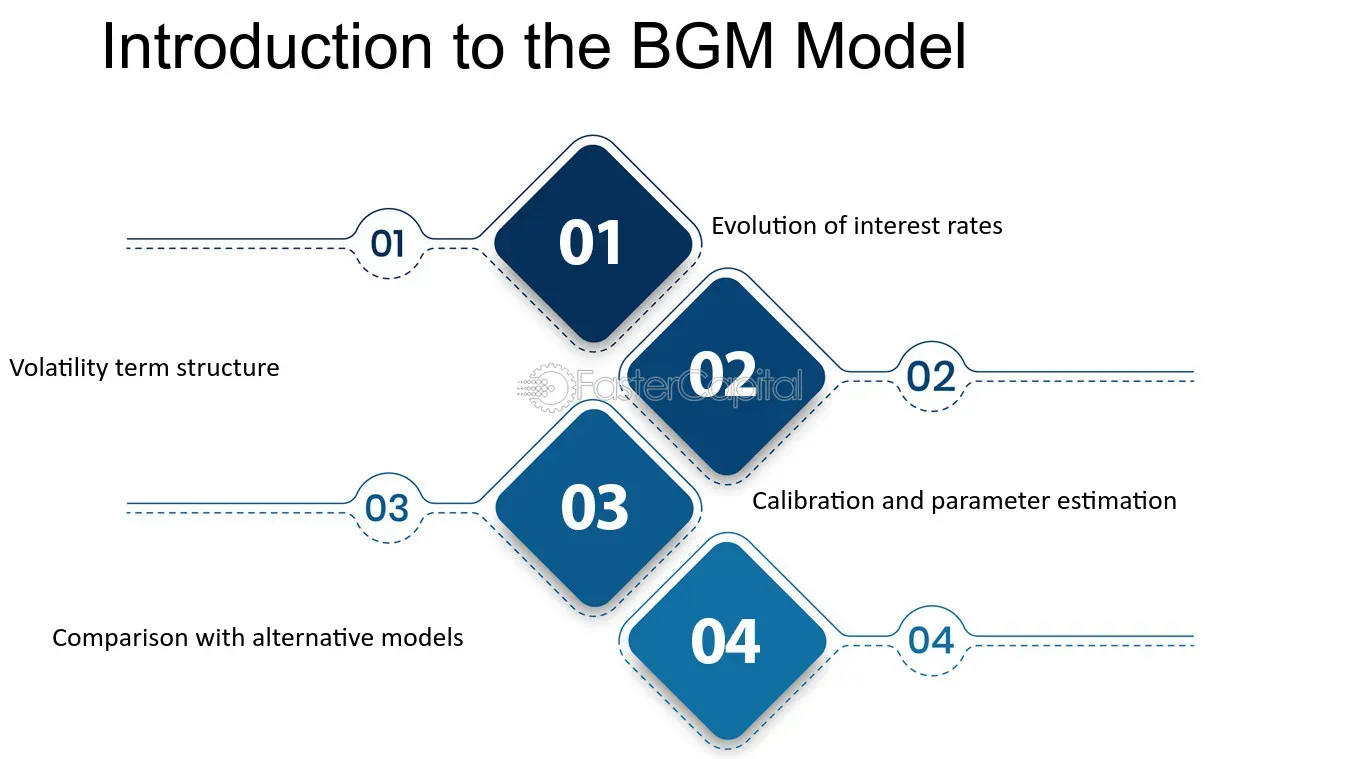 Introduction to the BGM Model
01
01
Evolution of interest rates
Volatility term structure
02
02
FasterCapital
03
03
Calibration and parameter estimation
Comparison with alternative models
04
04